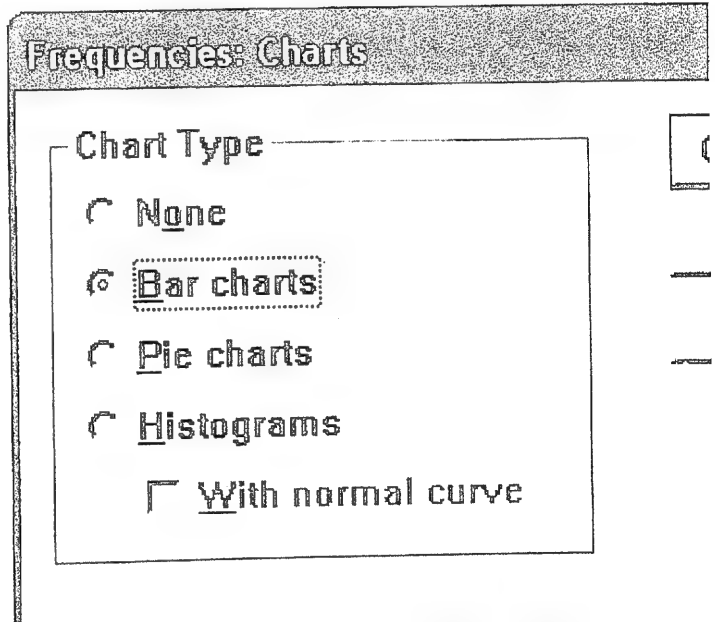 Frequencies: Charts
Chart Type
None
Bar charts
Pie charts
Histograms
With normal curve